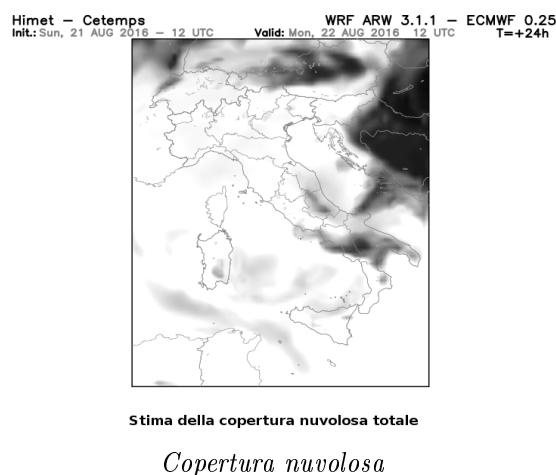 Himet – Cetemps WRF ARW 3.1.1 – ECMWF 0.25
Init.: Sun, 21 AUG 2016 – 12 UTC Valid: Mon, 22 AUG 2016 12 UTC T=+24h
Stima della copertura nuvolosa totale
Copertura nuvolosa